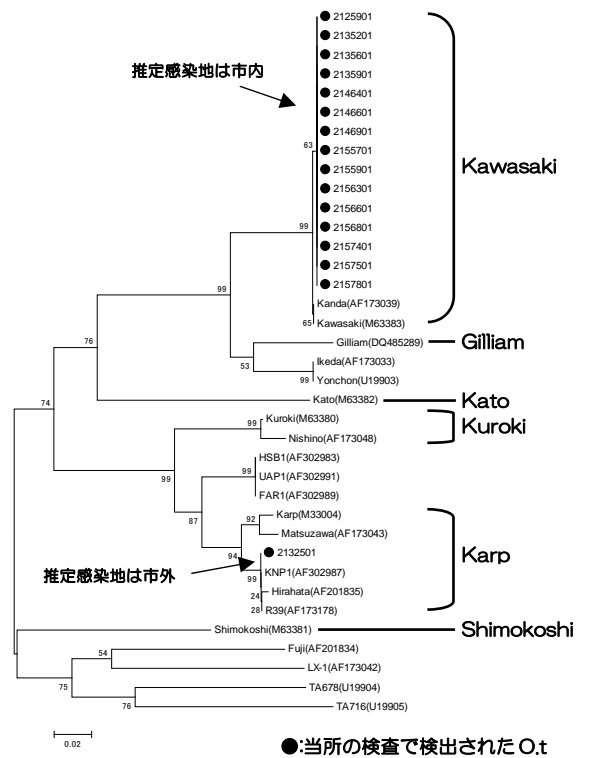 2125901
2135201
推定感染地は市内
2135601
2135901
2146401
2146601
2146901
63
2155701
2155901
Kawasaki
2156301
2156601
99
2156801
2157401
2157501
99
2157801
Kanda(AF173039)
65
Kawasaki(M63383)
76
Gilliam(DQ485289)
Gilliam
53
Ikeda(AF173033)
99
Yonchon(U19903)
Kato(M63382)
Kato
74
99
Kuroki(M63380)
Kuroki
Nishino(AF173048)
HSB1(AF302983)
99
99
UAP1(AF302991)
FAR1(AF302989)
87
92
Karp(M33004)
Matsuzawa(AF173043)
94
2132501
Karp
推定感染地は市外
99
KNP1(AF302987)
24
Hirahata(AF201835)
28
R39(AF173178)
Shimokoshi(M63381)
Shimokoshi
54
Fuji(AF201834)
LX-1(AF173042)
75
TA678(U19904)
76
TA716(U19905)
0.02
●:当所の検査で検出されたO.t